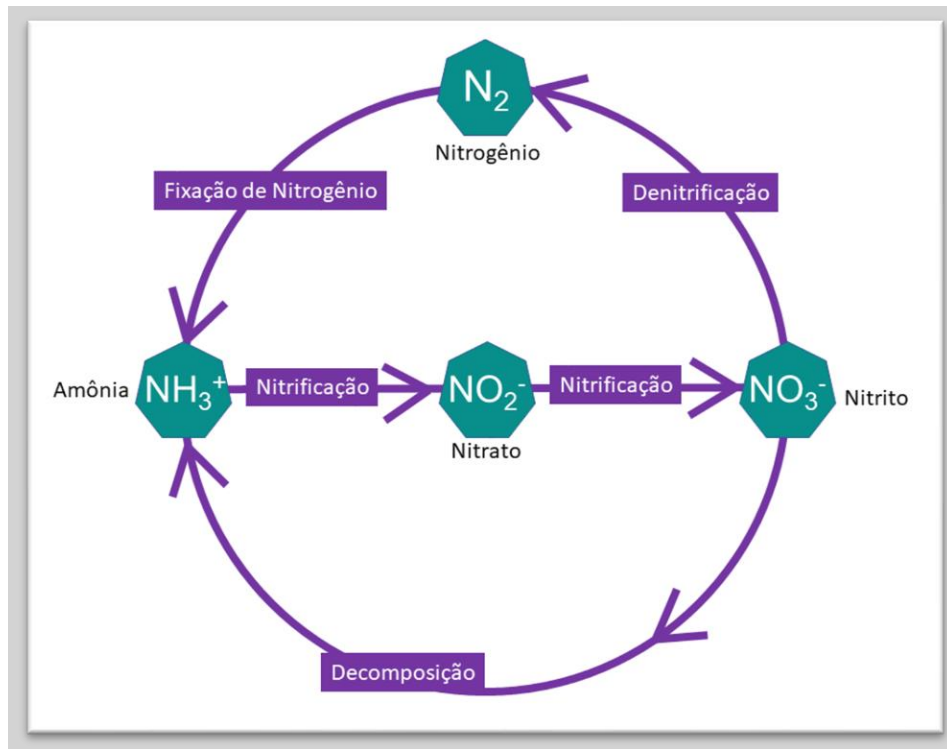 N₂
Nitrogênio
Fixação de Nitrogênio
Denitrificação
Amônia
NH₃⁺
Nitrificação
NO₂⁻
Nitrato
Nitrificação
NO₃⁻
Nitrito
Decomposição